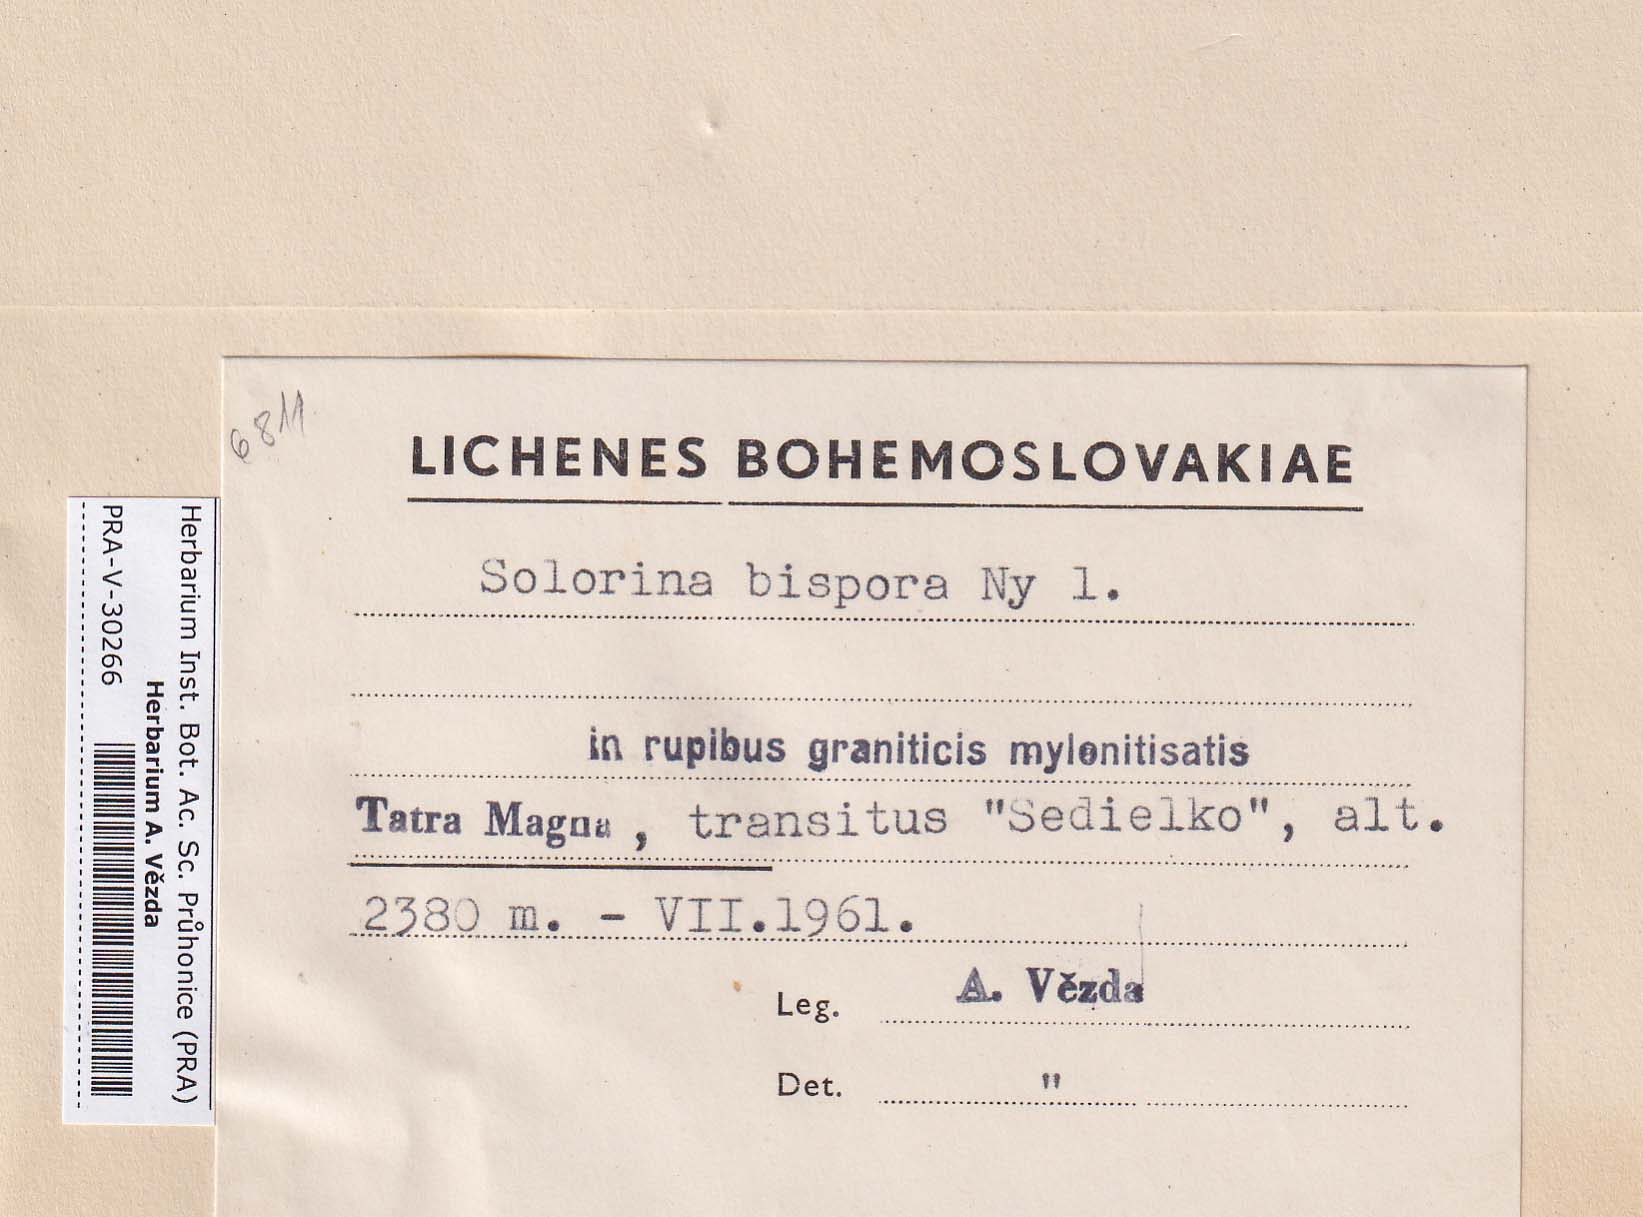 6811
LICHENES BOHEMOSLOVAKIAE
Solorina bispora Ny l.
in rupibus graniticis mylonitisatis
Tatra Magna, transitus "Sedielko", alt.
2380 m. - VII.1961.
Leg. A. Vězda
Det. "
Herbarium Inst. Bot. Ac. Sc. Průhonice (PRA)
Herbarium A. Vězda
PRA-V-30266